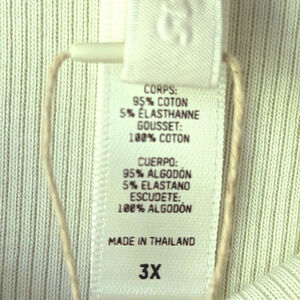 CORPS:
95% COTON
5% ÉLASTHANNE
GOUSSET:
100% COTON
CUERPO:
95% ALGODÓN
5% ELASTANO
ESCUDETE:
100% ALGODÓN
MADE IN THAILAND
3X